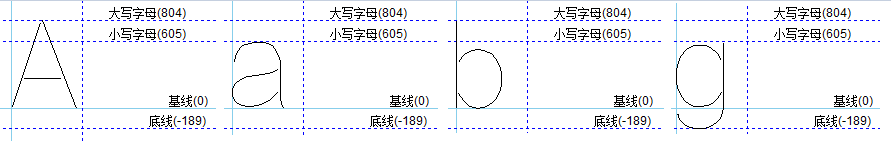 A
大写字母(804)
小写字母(605)
基线(0)
底线(-189)
a
大写字母(804)
小写字母(605)
基线(0)
底线(-189)
b
大写字母(804)
小写字母(605)
基线(0)
底线(-189)
g
大写字母(804)
小写字母(605)
基线(0)
底线(-189)